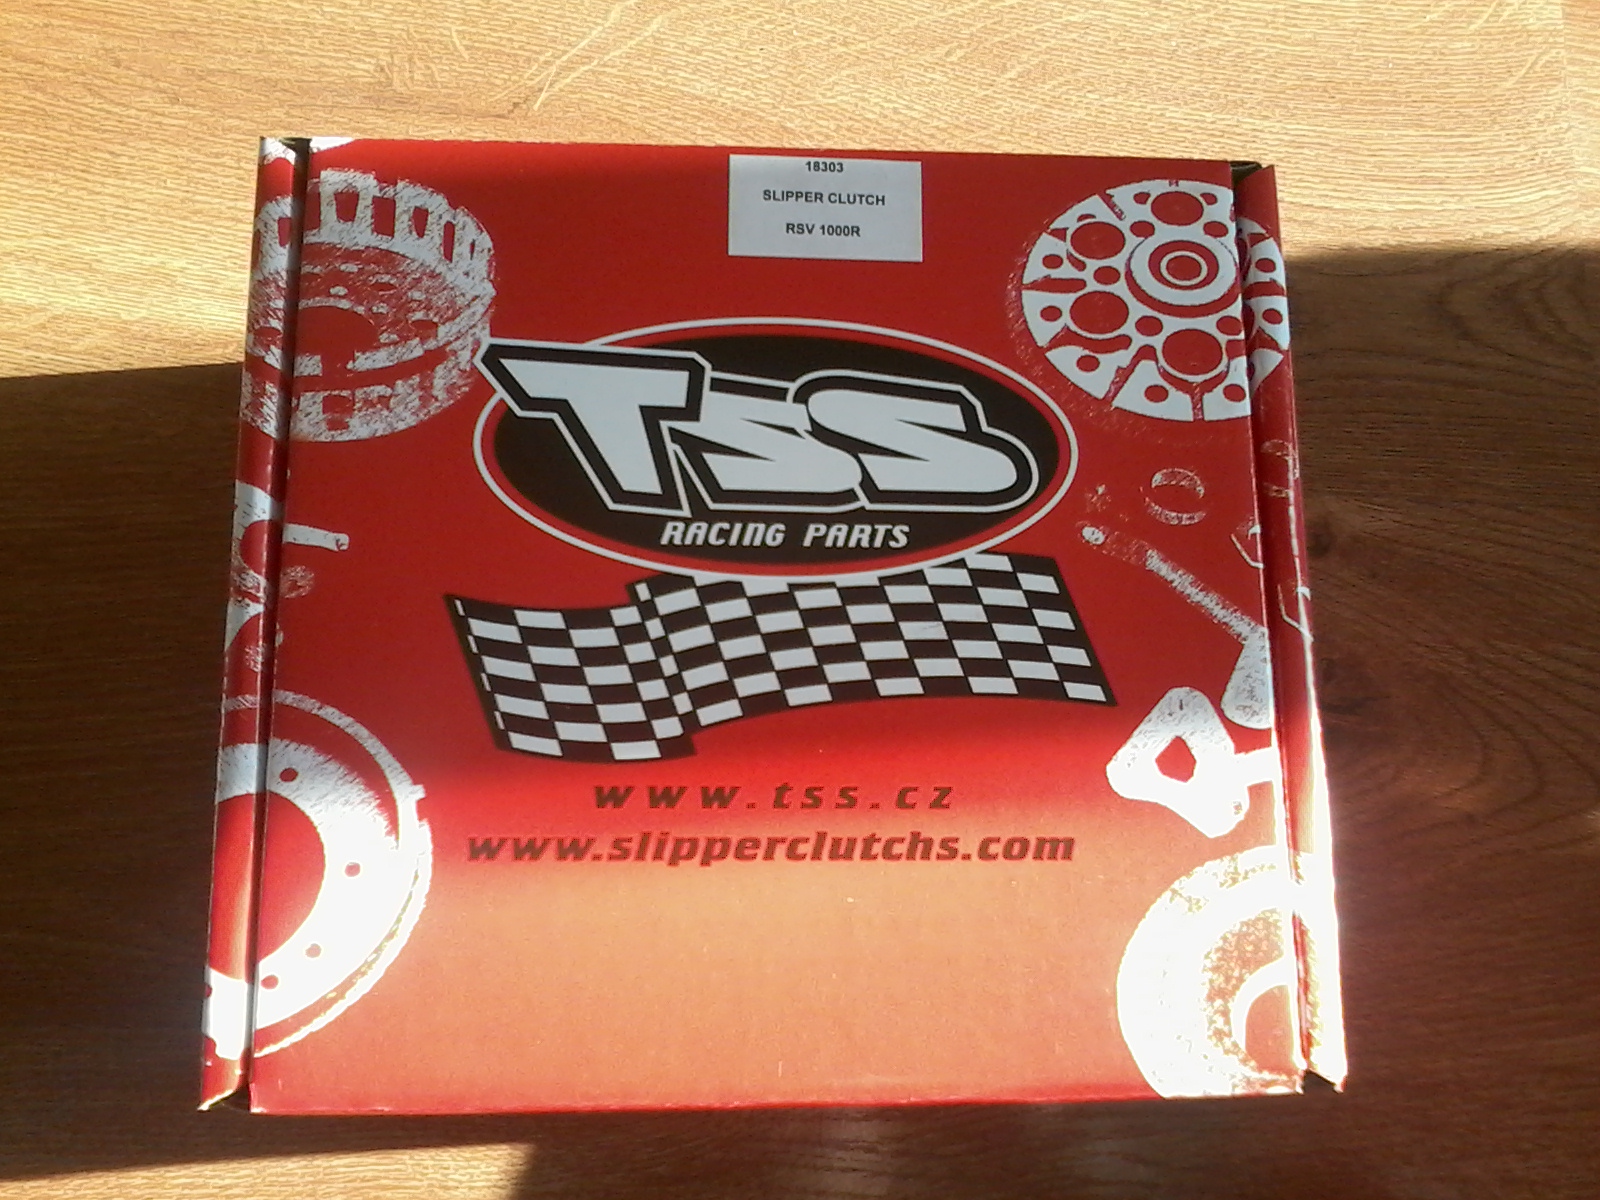 18303
SLIPPER CLUTCH
RSV 1000R
TSS
RACING PARTS
www.tss.cz
www.slipperclutchs.com